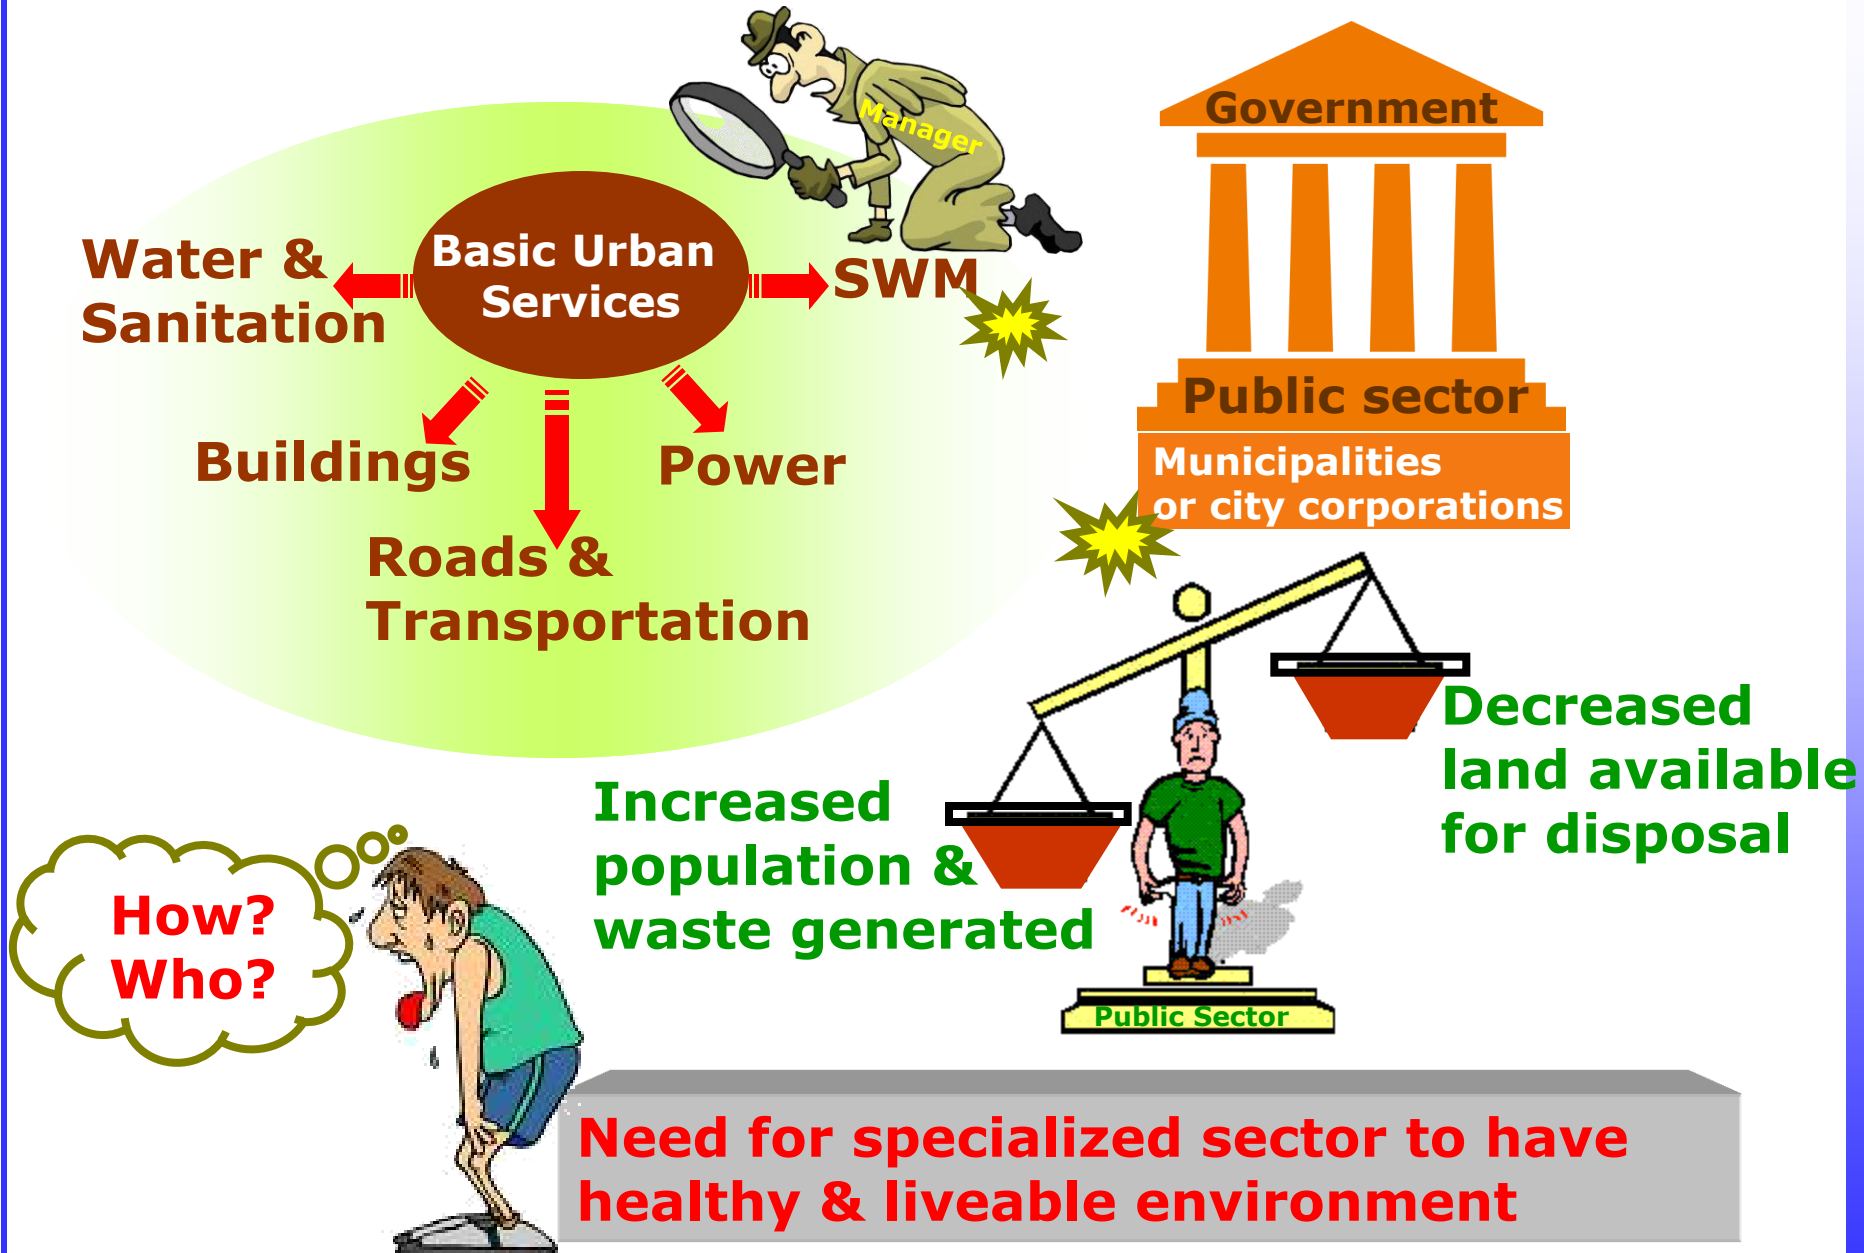 Manager
Government
Basic Urban
Services
Water &
Sanitation
SWM
Buildings
Power
Roads &
Transportation
Public sector
Municipalities
or city corporations
Decreased
land available
for disposal
Increased
population &
waste generated
How?
Who?
Public Sector
Need for specialized sector to have
healthy & liveable environment